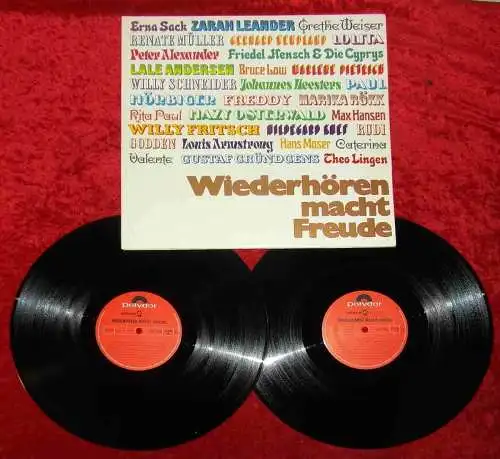 Erna Sack ZARAH LEANDER Grethe Weiser
RENATE MÜLLER GERHARD WENDLAND LOLITA
Peter Alexander Friedel Hensch & Die Cyprys
LALE ANDERSEN Bruce Low MARLENE DIETRICH
WILLY SCHNEIDER Johannes Heesters PAUL
HÖRBIGER FREDDY MARIKA RÖKK
Rita Paul HAZY OSTERWALD Max Hansen
WILLY FRITSCH HILDEGARD KNEF RUDI
GODDEN Louis Armstrong Hans Moser Caterina
Valente GUSTAF GRÜNDGENS Theo Lingen
Wiederhören
macht
Freude
Polydor
Polydor